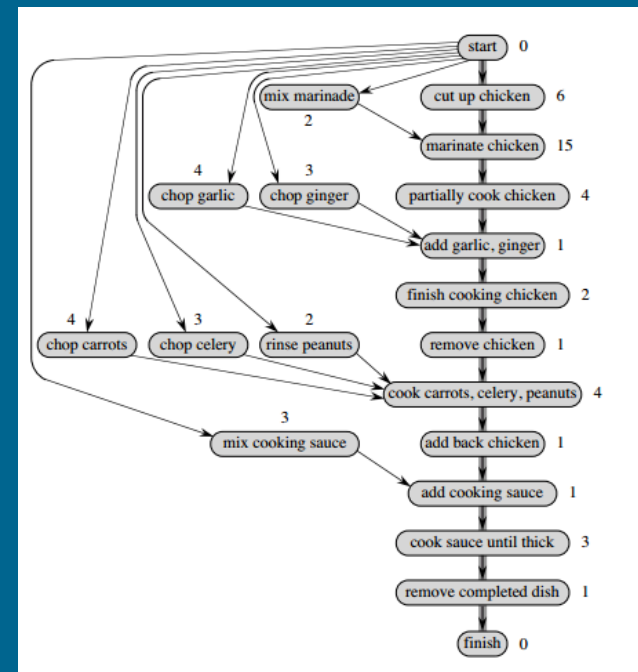 start 0
mix marinade
2
cut up chicken 6
marinate chicken 15
4
chop garlic
3
chop ginger
partially cook chicken 4
add garlic, ginger 1
finish cooking chicken 2
4
chop carrots
3
chop celery
2
rinse peanuts
remove chicken 1
cook carrots, celery, peanuts 4
3
mix cooking sauce
add back chicken 1
add cooking sauce 1
cook sauce until thick 3
remove completed dish 1
finish 0